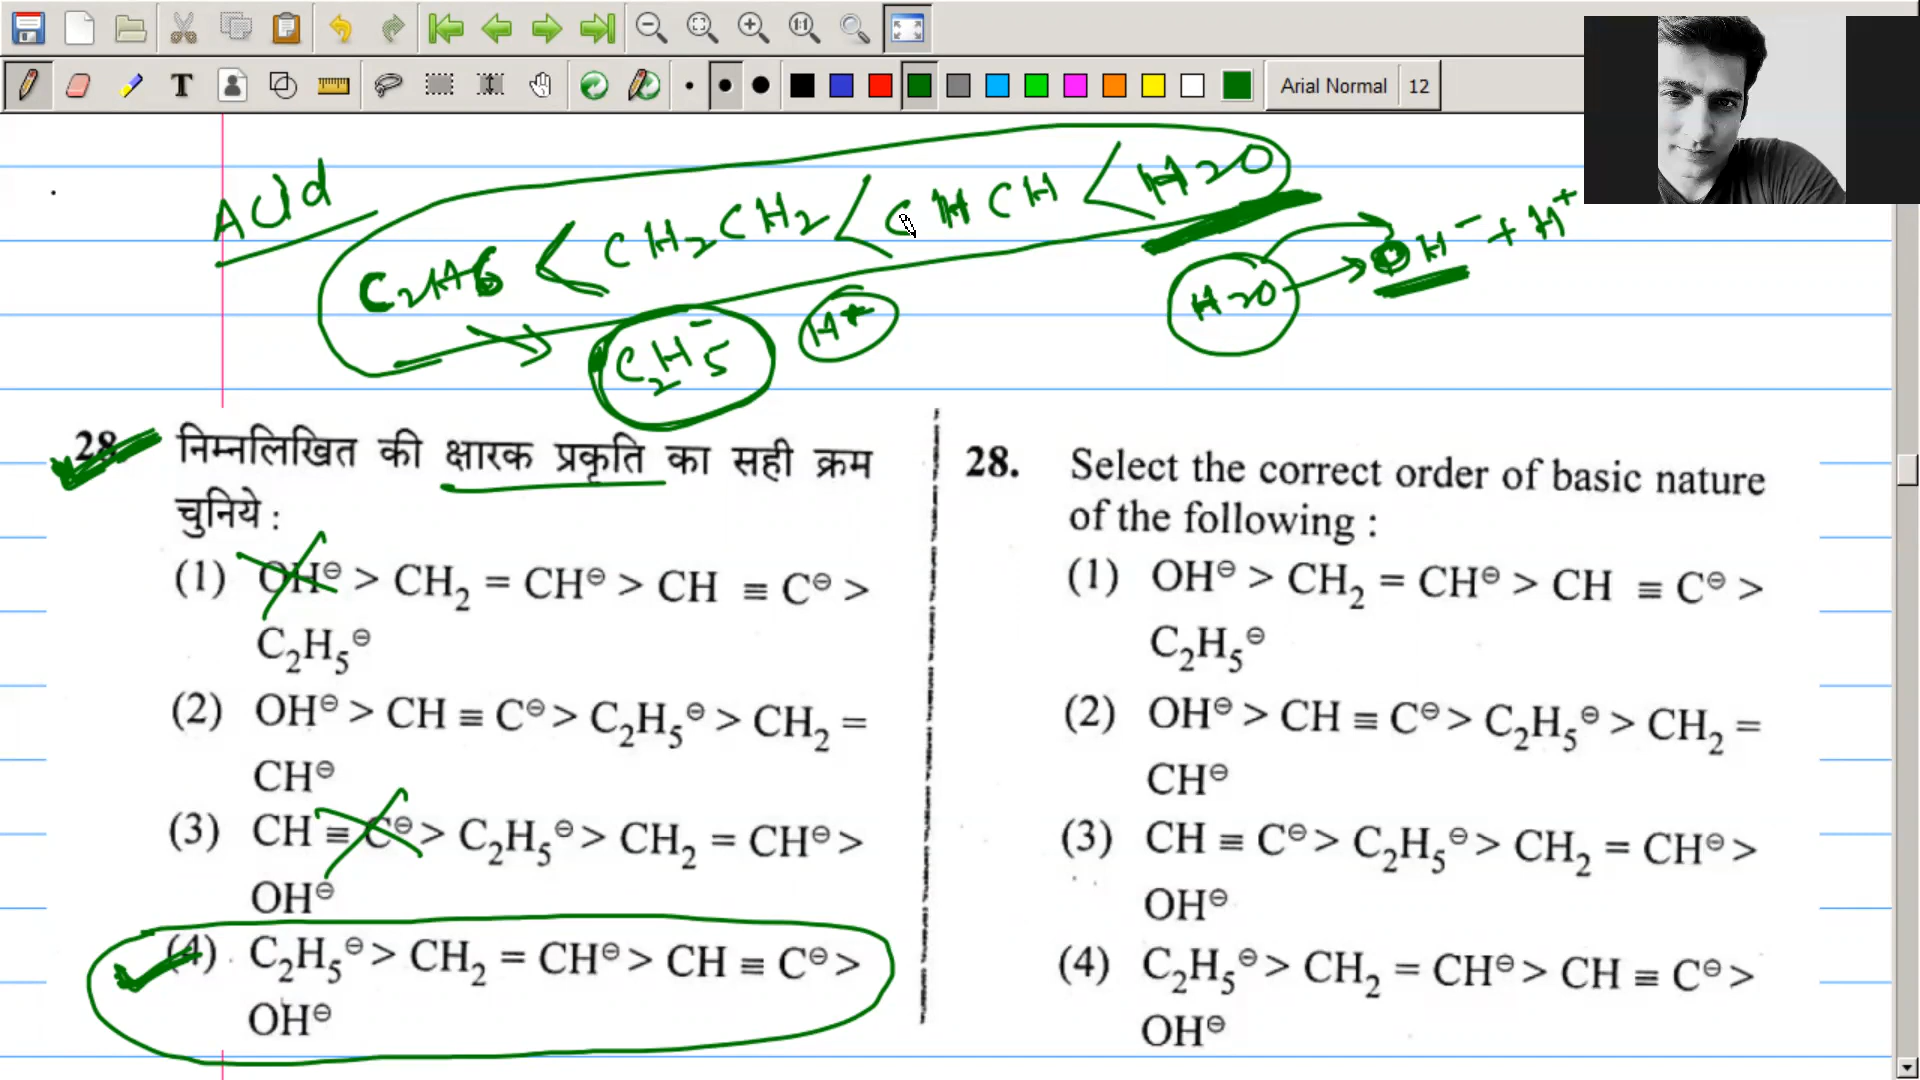 Arial Normal 12
Acid
C2H6 < CH2CH2 < CHCH < H2O
H2O → OH⁻ + H⁺
C2H5⁻ H⁺
28 निम्नलिखित की क्षारक प्रकृति का सही क्रम
चुनिये :
(1) OH⊖ > CH₂ = CH⊖ > CH ≡ C⊖ >
C₂H₅⊖
(2) OH⊖ > CH ≡ C⊖ > C₂H₅⊖ > CH₂ =
CH⊖
(3) CH ≡ C⊖ > C₂H₅⊖ > CH₂ = CH⊖ >
OH⊖
(4) C₂H₅⊖ > CH₂ = CH⊖ > CH ≡ C⊖ >
OH⊖
28. Select the correct order of basic nature
of the following :
(1) OH⊖ > CH₂ = CH⊖ > CH ≡ C⊖ >
C₂H₅⊖
(2) OH⊖ > CH ≡ C⊖ > C₂H₅⊖ > CH₂ =
CH⊖
(3) CH ≡ C⊖ > C₂H₅⊖ > CH₂ = CH⊖ >
OH⊖
(4) C₂H₅⊖ > CH₂ = CH⊖ > CH ≡ C⊖ >
OH⊖